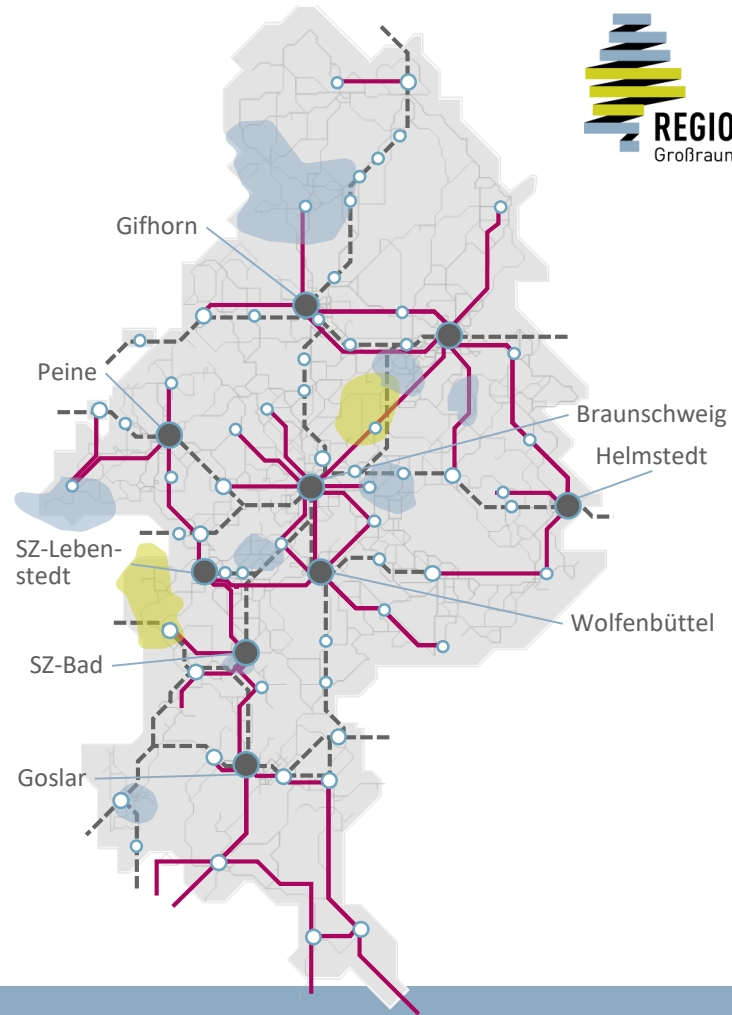 REGIO
Großraum
Gifhorn
Peine
Braunschweig
Helmstedt
SZ-Leben-
stedt
Wolfenbüttel
SZ-Bad
Goslar